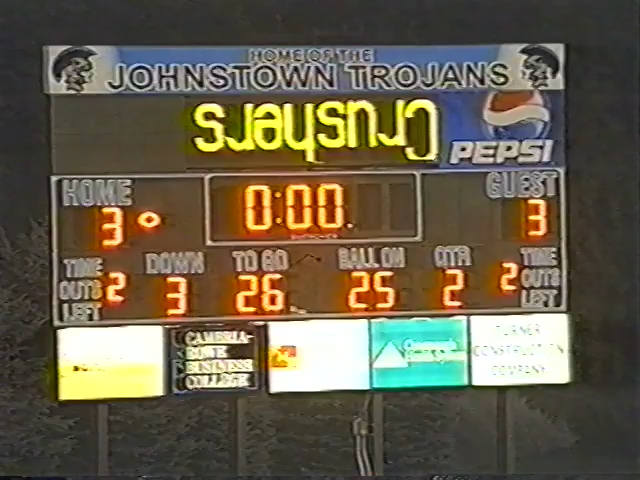 HOME OF THE
JOHNSTOWN TROJANS
Crushers
PEPSI
HOME GUEST
3 0:00 3
TIME OUTS LEFT 2 DOWN 3 TO GO 26 BALL ON 25 QTR 2 2 TIME OUTS LEFT
CAMBRIA-
ROWE
BUSINESS
COLLEGE
TURNER
CONSTRUCTION
COMPANY